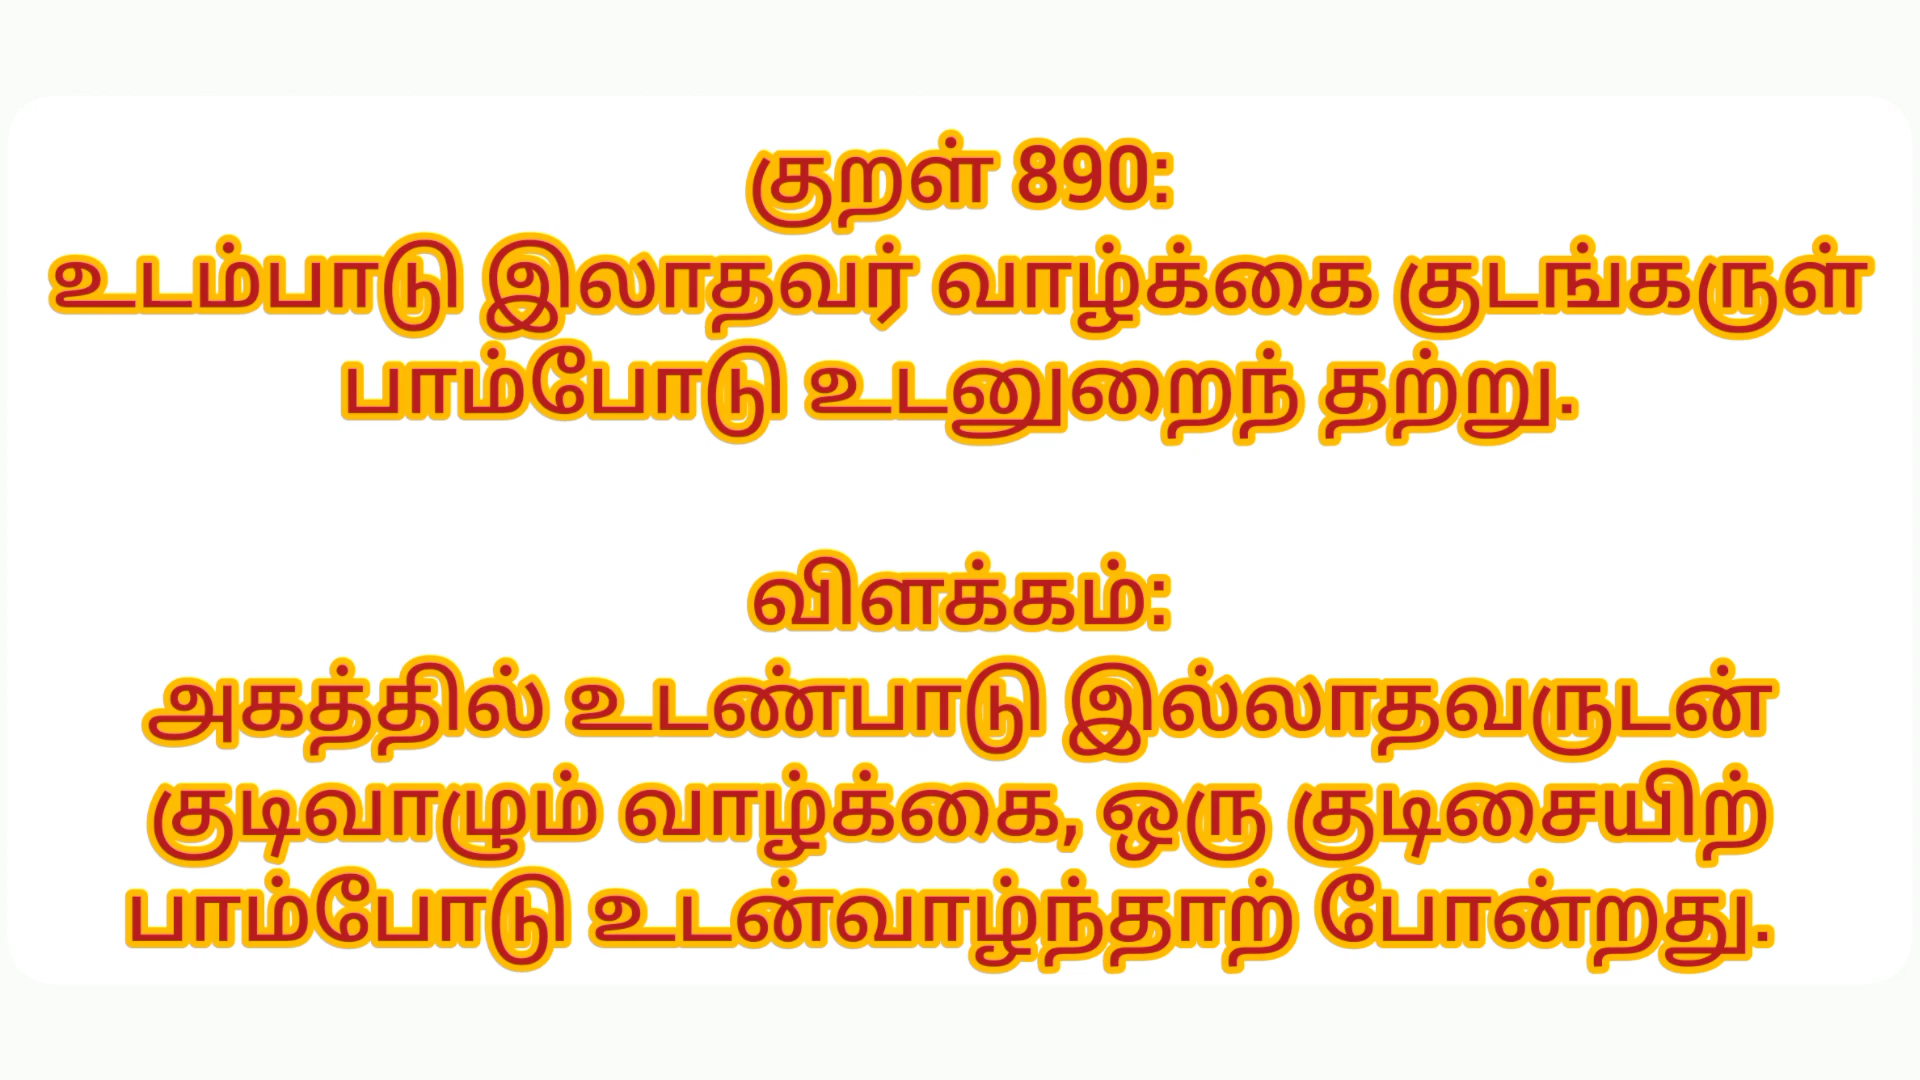 குறள் 890:
உடம்பாடு இலாதவர் வாழ்க்கை குடங்கருள்
பாம்போடு உடனுறைந் தற்று.
விளக்கம்:
அகத்தில் உடண்பாடு இல்லாதவருடன்
குடிவாழும் வாழ்க்கை, ஒரு குடிசையிற்
பாம்போடு உடன்வாழ்ந்தாற் போன்றது.